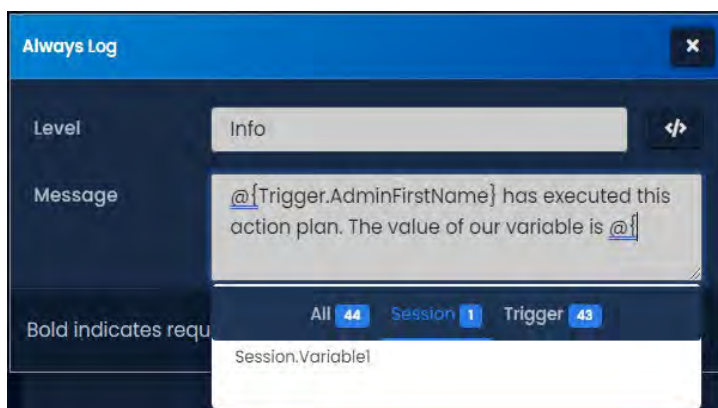 Always Log
×
Level
Info
</>
Message
@{Trigger.AdminFirstName} has executed this
action plan. The value of our variable is @{
Bold indicates requ
All 44 Session 1 Trigger 43
Session.Variable1